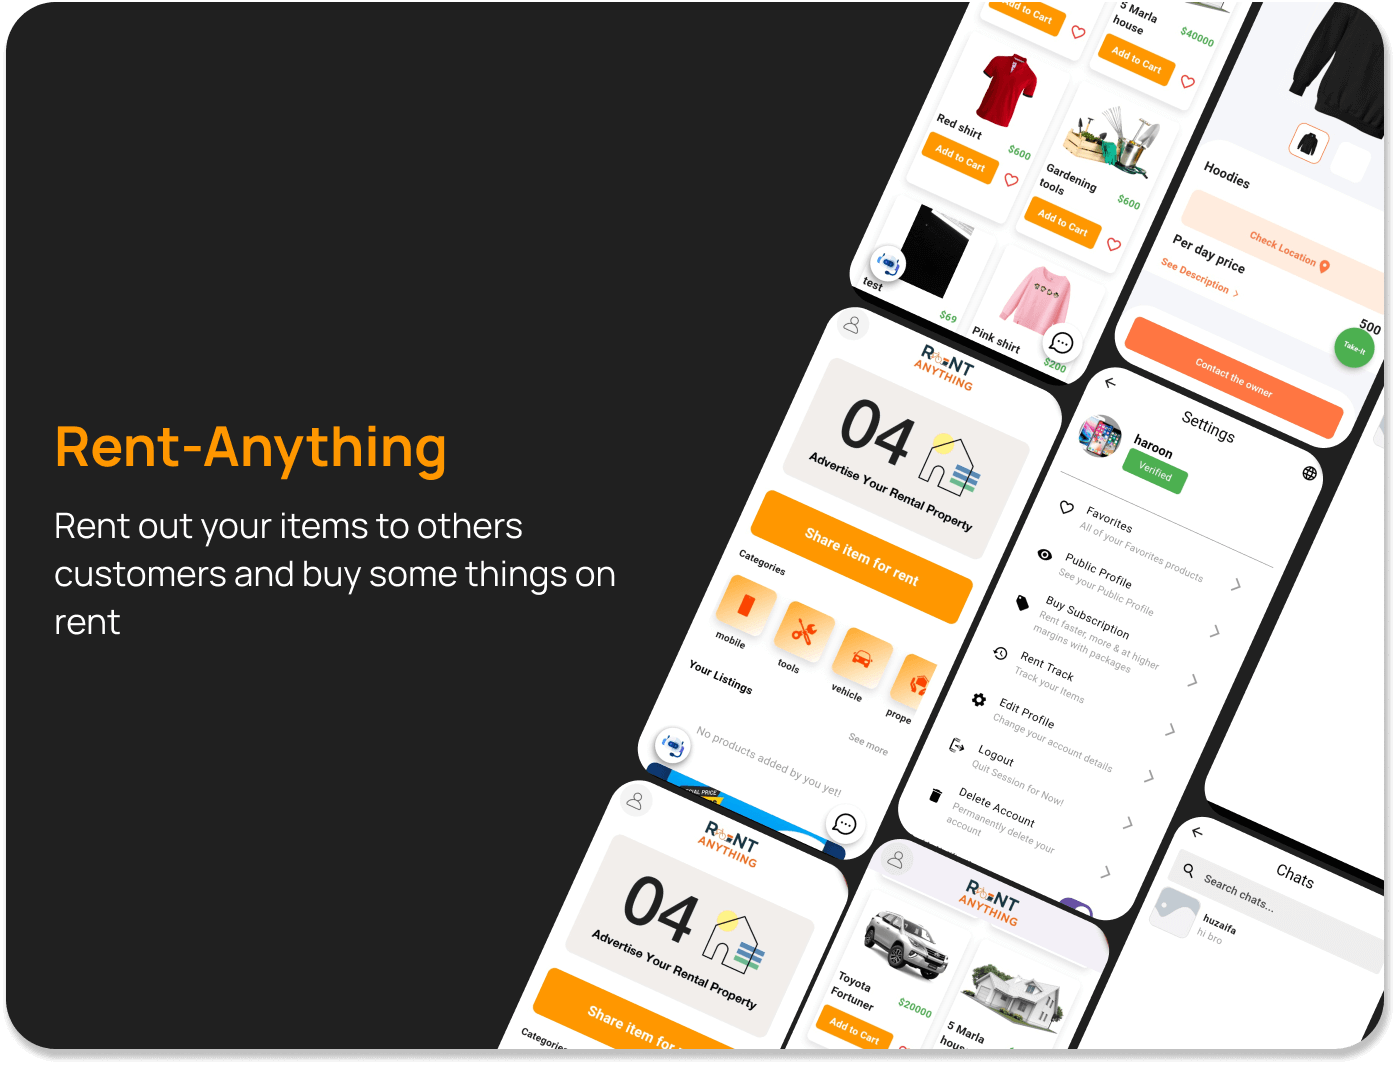 Rent-Anything
Rent out your items to others
customers and buy some things on
rent
Add to Cart
5 Marla
house
$40000
Add to Cart
Red shirt
$600
Add to Cart
Gardening
tools
$600
Add to Cart
test
$69
Pink shirt
$200
Hoodies
Check Location
Per day price
See Description >
500
Take-It
Contact the owner
RENT
ANYTHING
04
Advertise Your Rental Property
Share item for rent
Categories
mobile
tools
vehicle
prope
Your Listings
See more
No products added by you yet!
PRICE
Settings
haroon
Verified
Favorites
All of your Favorites products
Public Profile
See your Public Profile
Buy Subscription
Rent faster, more & at higher
margins with packages
Rent Track
Track your Items
Edit Profile
Change your account details
Logout
Quit Session for Now!
Delete Account
Permanently delete your
account
RENT
ANYTHING
04
Advertise Your Rental Property
Share item for
Categories
RENT
ANYTHING
Toyota
Fortuner
$20000
Add to Cart
5 Marla
house
Chats
Search chats...
huzaifa
hi bro